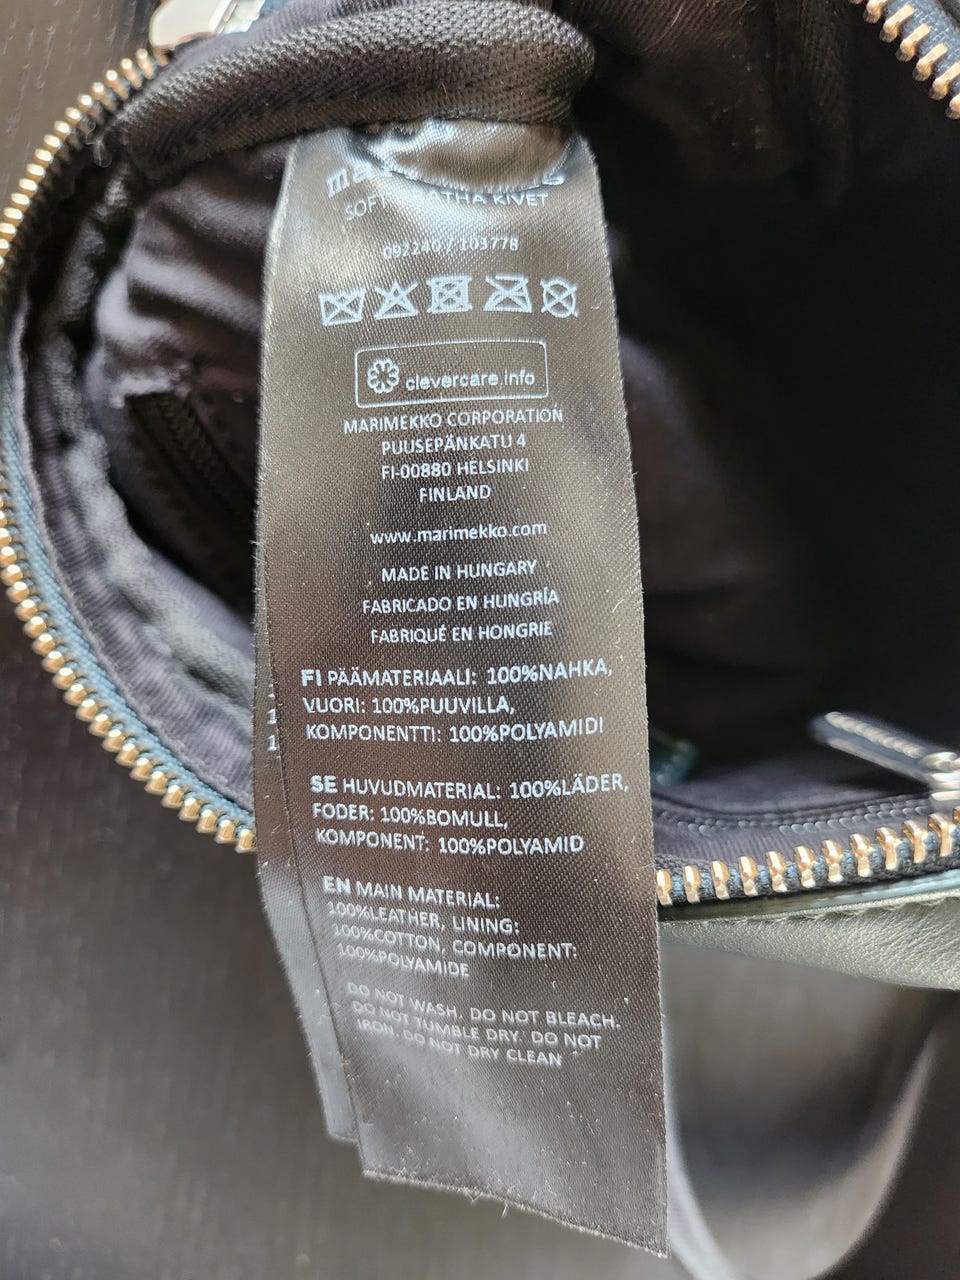 KIVET
092240 / 103778
clevercare.info
MARIMEKKO CORPORATION
PUUSEPÄNKATU 4
FI-00880 HELSINKI
FINLAND
www.marimekko.com
MADE IN HUNGARY
FABRICADO EN HUNGRÍA
FABRIQUÉ EN HONGRIE
FI PÄÄMATERIAALI: 100%NAHKA,
VUORI: 100%PUUVILLA,
KOMPONENTTI: 100%POLYAMIDI
SE HUVUDMATERIAL: 100%LÄDER,
FODER: 100%BOMULL,
KOMPONENT: 100%POLYAMID
EN MAIN MATERIAL:
100%LEATHER, LINING:
100%COTTON, COMPONENT:
100%POLYAMIDE
DO NOT WASH, DO NOT BLEACH,
DO NOT TUMBLE DRY. DO NOT
IRON, DO NOT DRY CLEAN